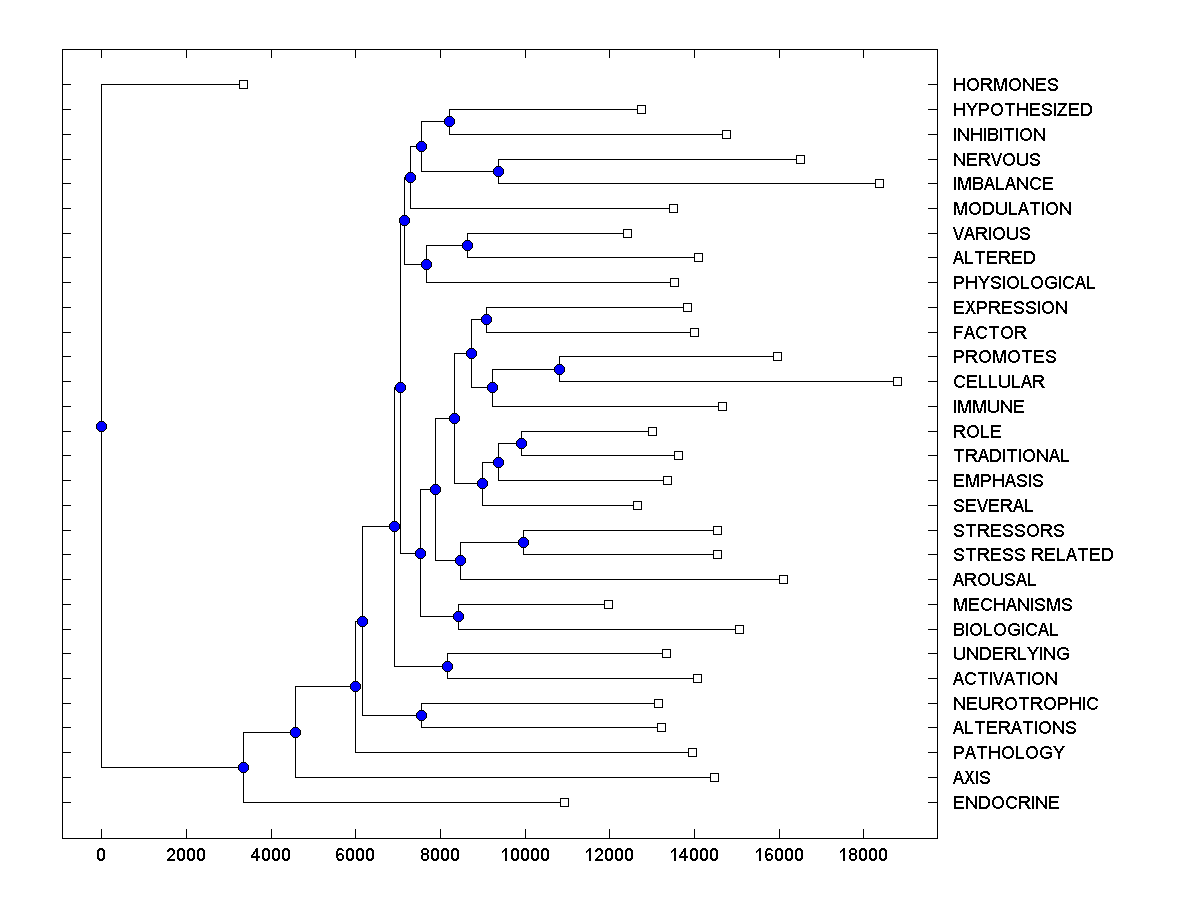 HORMONES
HYPOTHESIZED
INHIBITION
NERVOUS
IMBALANCE
MODULATION
VARIOUS
ALTERED
PHYSIOLOGICAL
EXPRESSION
FACTOR
PROMOTES
CELLULAR
IMMUNE
ROLE
TRADITIONAL
EMPHASIS
SEVERAL
STRESSORS
STRESS RELATED
AROUSAL
MECHANISMS
BIOLOGICAL
UNDERLYING
ACTIVATION
NEUROTROPHIC
ALTERATIONS
PATHOLOGY
AXIS
ENDOCRINE
0 2000 4000 6000 8000 10000 12000 14000 16000 18000